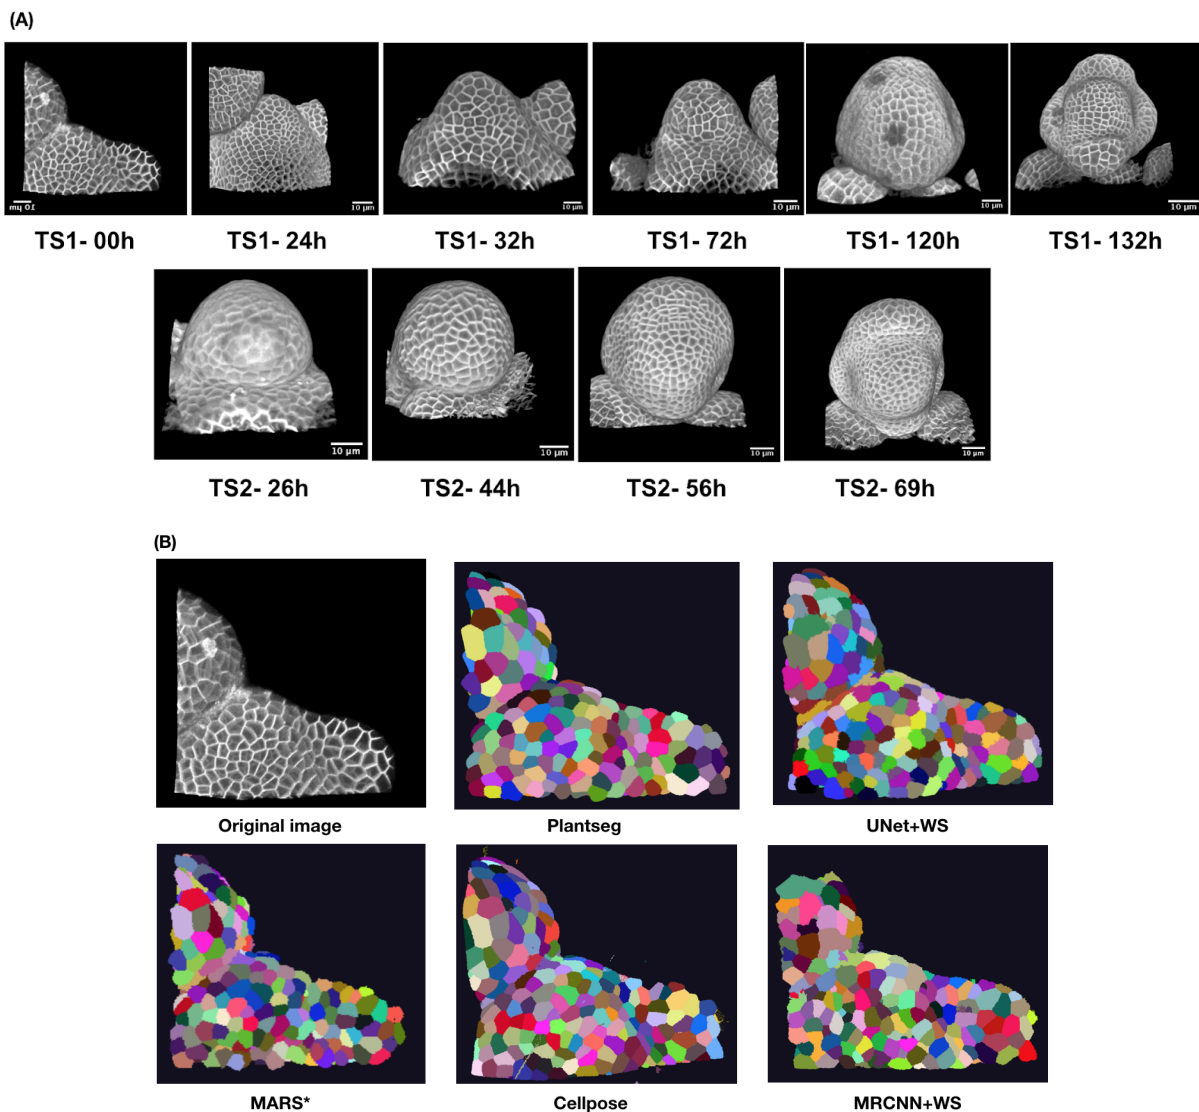 (A)
10 µm
10 µm
10 µm
10 µm
10 µm
10 µm
TS1- 00h
TS1- 24h
TS1- 32h
TS1- 72h
TS1- 120h
TS1- 132h
10 µm
10 µm
10 µm
10 µm
TS2- 26h
TS2- 44h
TS2- 56h
TS2- 69h
(B)
Original image
Plantseg
UNet+WS
MARS*
Cellpose
MRCNN+WS